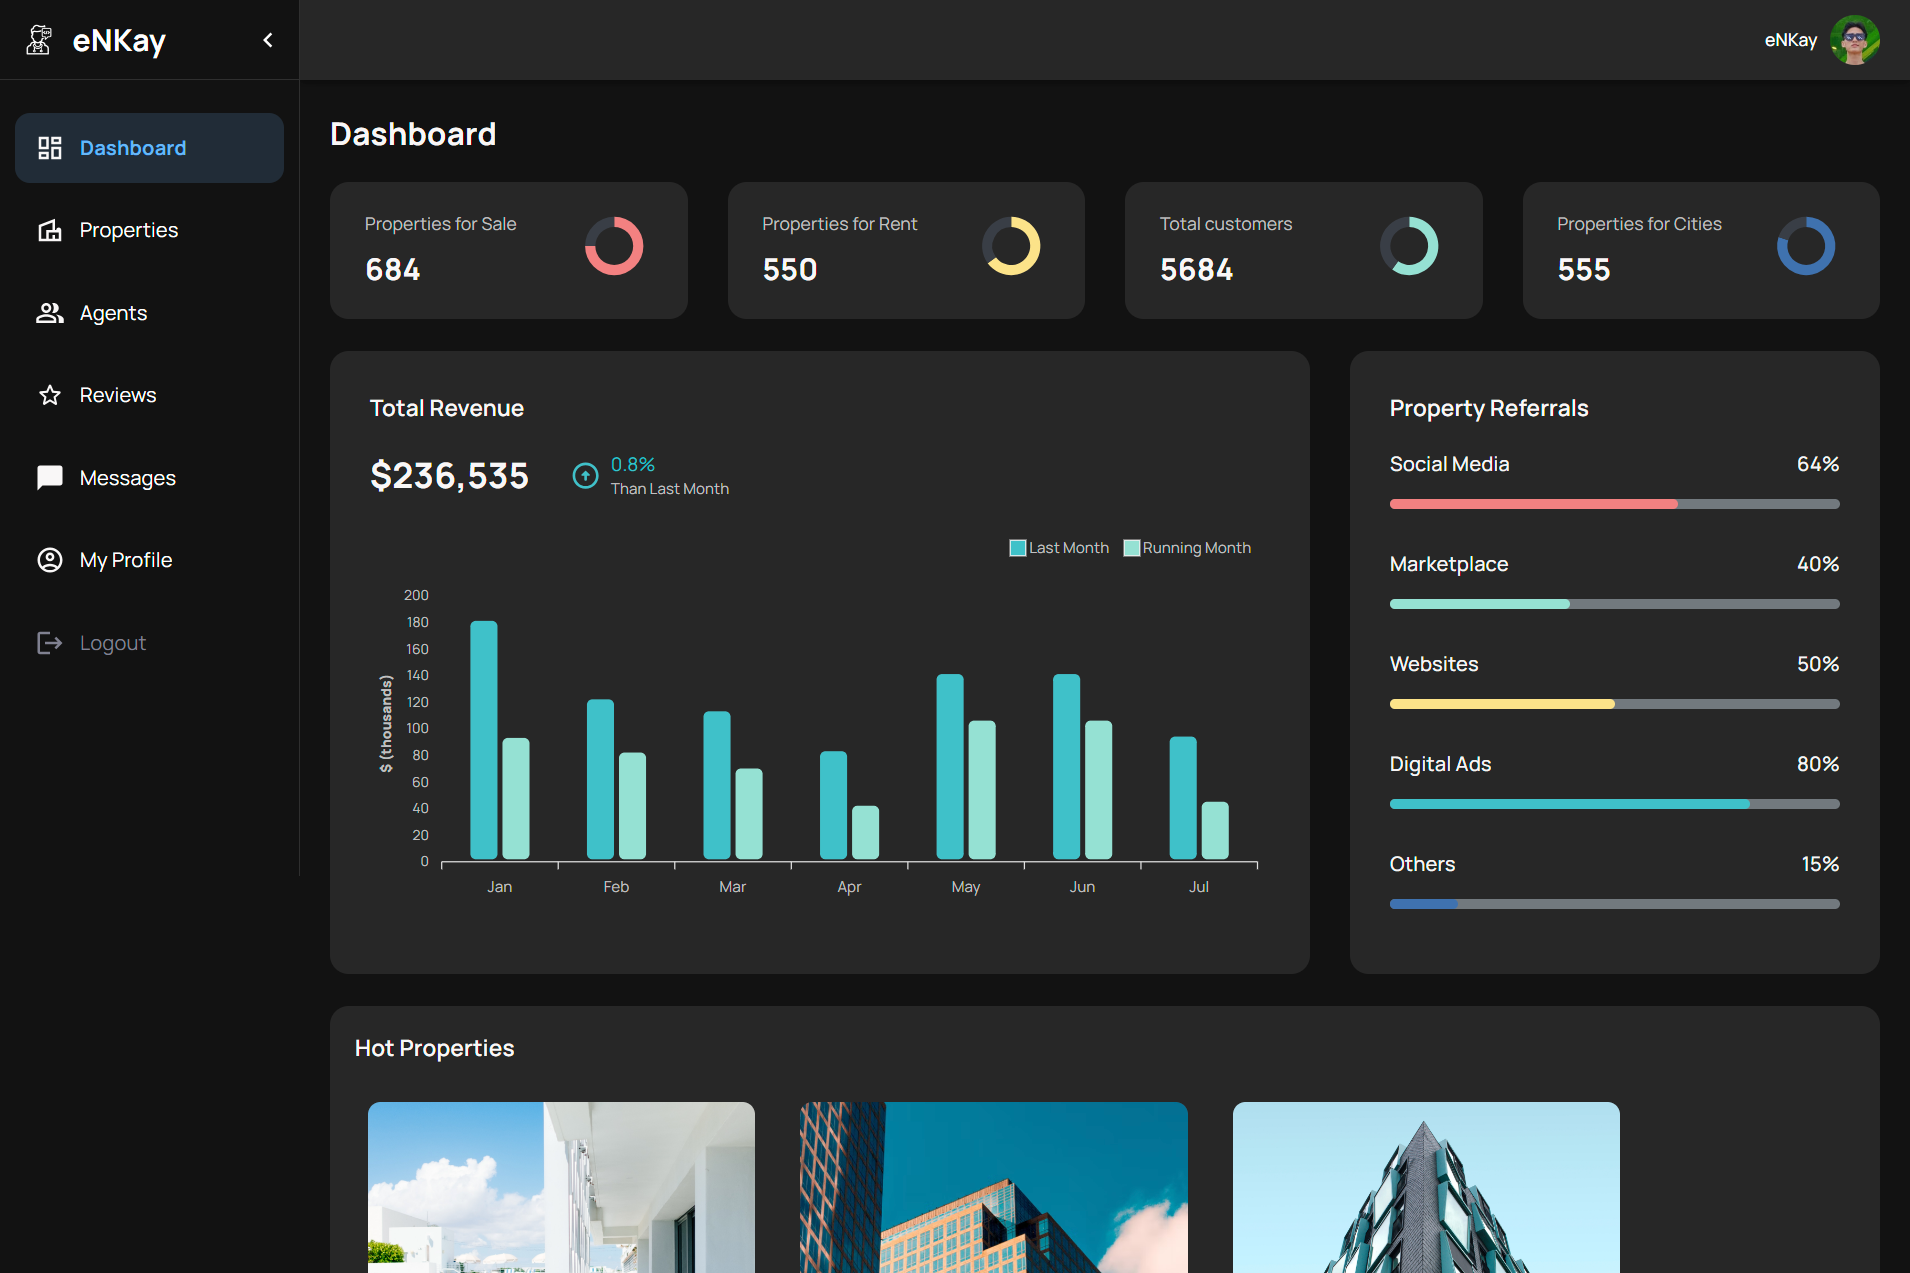 eNKay
eNKay
Dashboard
Properties
Agents
Reviews
Messages
My Profile
Logout
Dashboard
Properties for Sale
684
Properties for Rent
550
Total customers
5684
Properties for Cities
555
Total Revenue
$236,535
0.8%
Than Last Month
Last Month Running Month
$ (thousands)
200
180
160
140
120
100
80
60
40
20
0
Jan Feb Mar Apr May Jun Jul
Property Referrals
Social Media 64%
Marketplace 40%
Websites 50%
Digital Ads 80%
Others 15%
Hot Properties